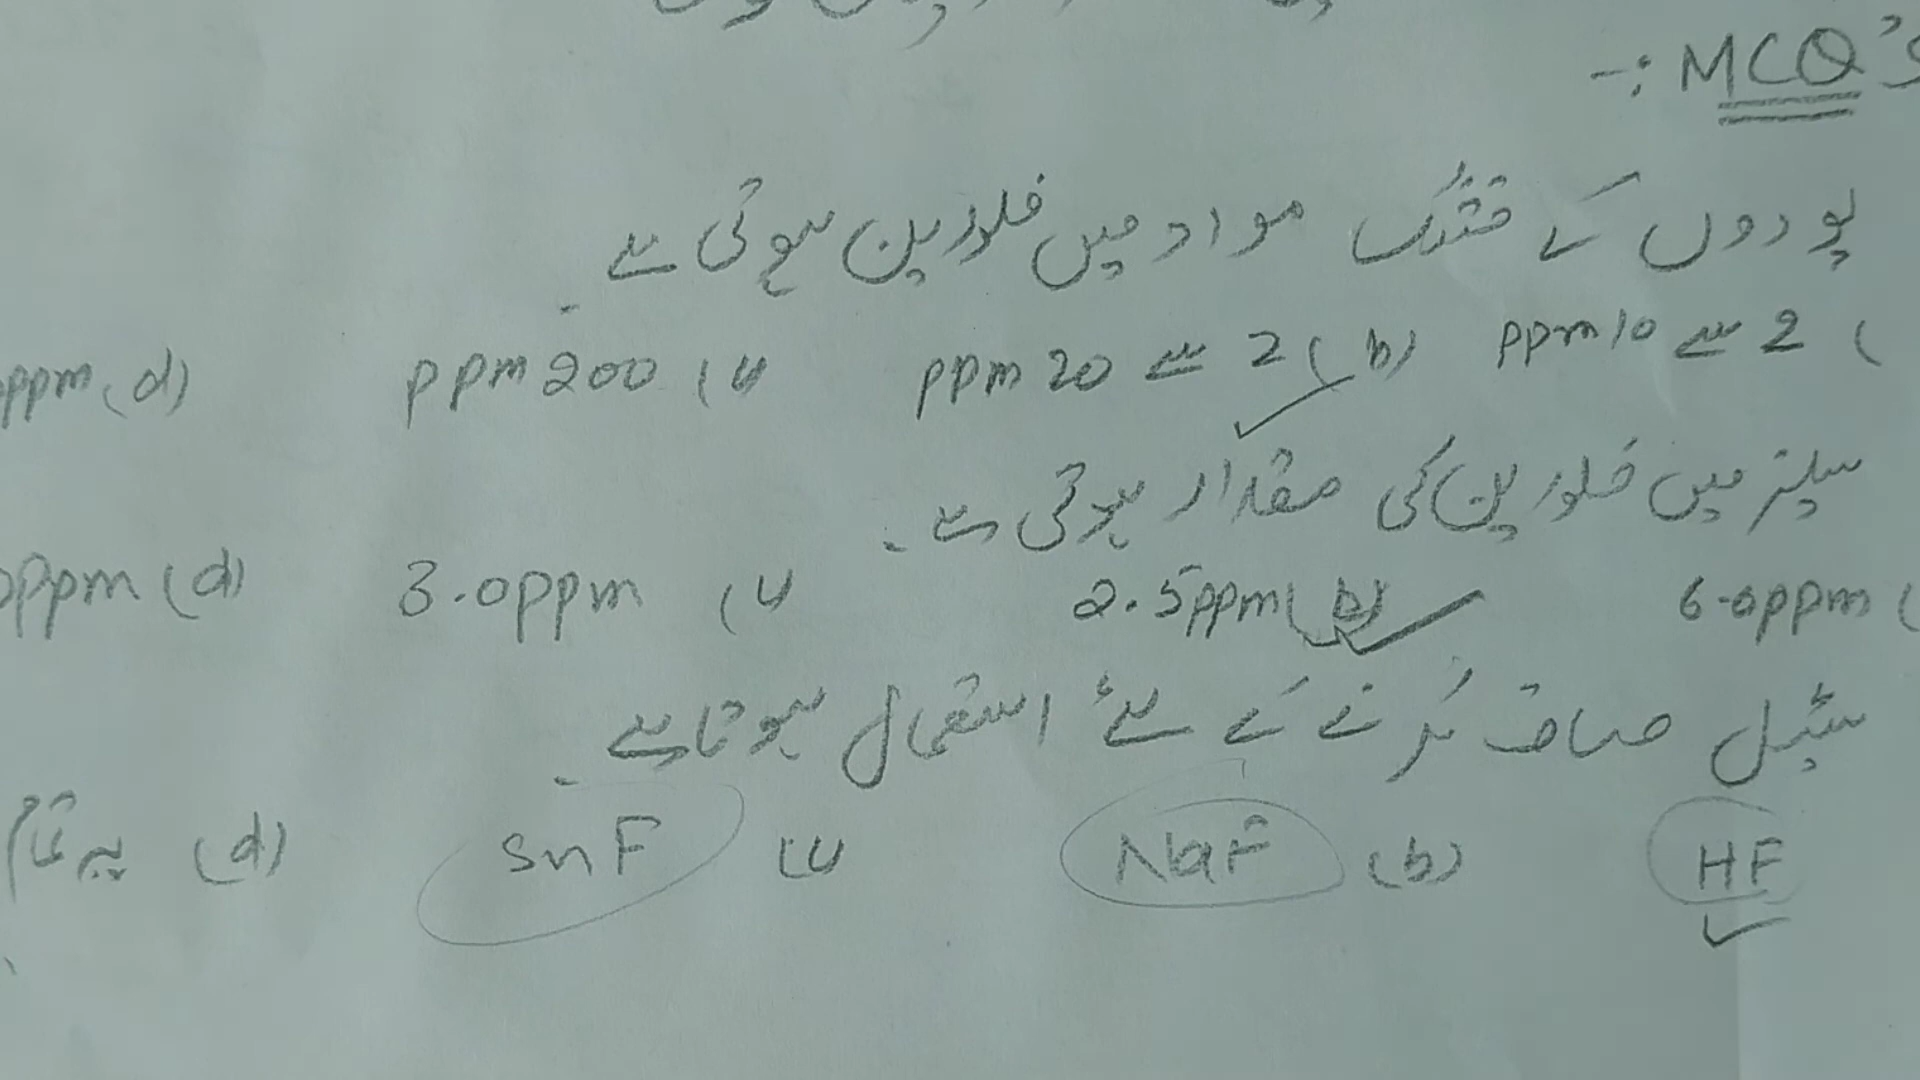 MCQ's :-
پودوں کے خشک مواد میں فلورین ہوتی ہے۔
( 2 سے 10 ppm (b) 2 سے 20 ppm (c) 200 ppm (d) ppm
سیلز میں فلورین کی مقدار ہوتی ہے۔
( 6.0ppm (b) 2.5ppm (c) 3.0ppm (d) ppm
سٹیل صاف کرنے کے لئے استعمال ہوتا ہے۔
HF (b) NaF (c) SnF (d) یہ تمام